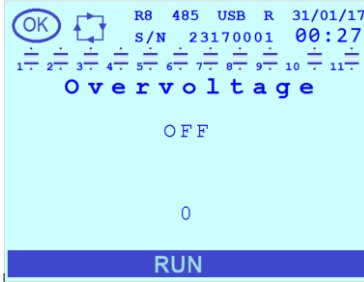 OK R8 485 USB R 31/01/17
S/N 23170001 00:27
1 2 3 4 5 6 7 8 9 10 11
Overvoltage
OFF
0
RUN